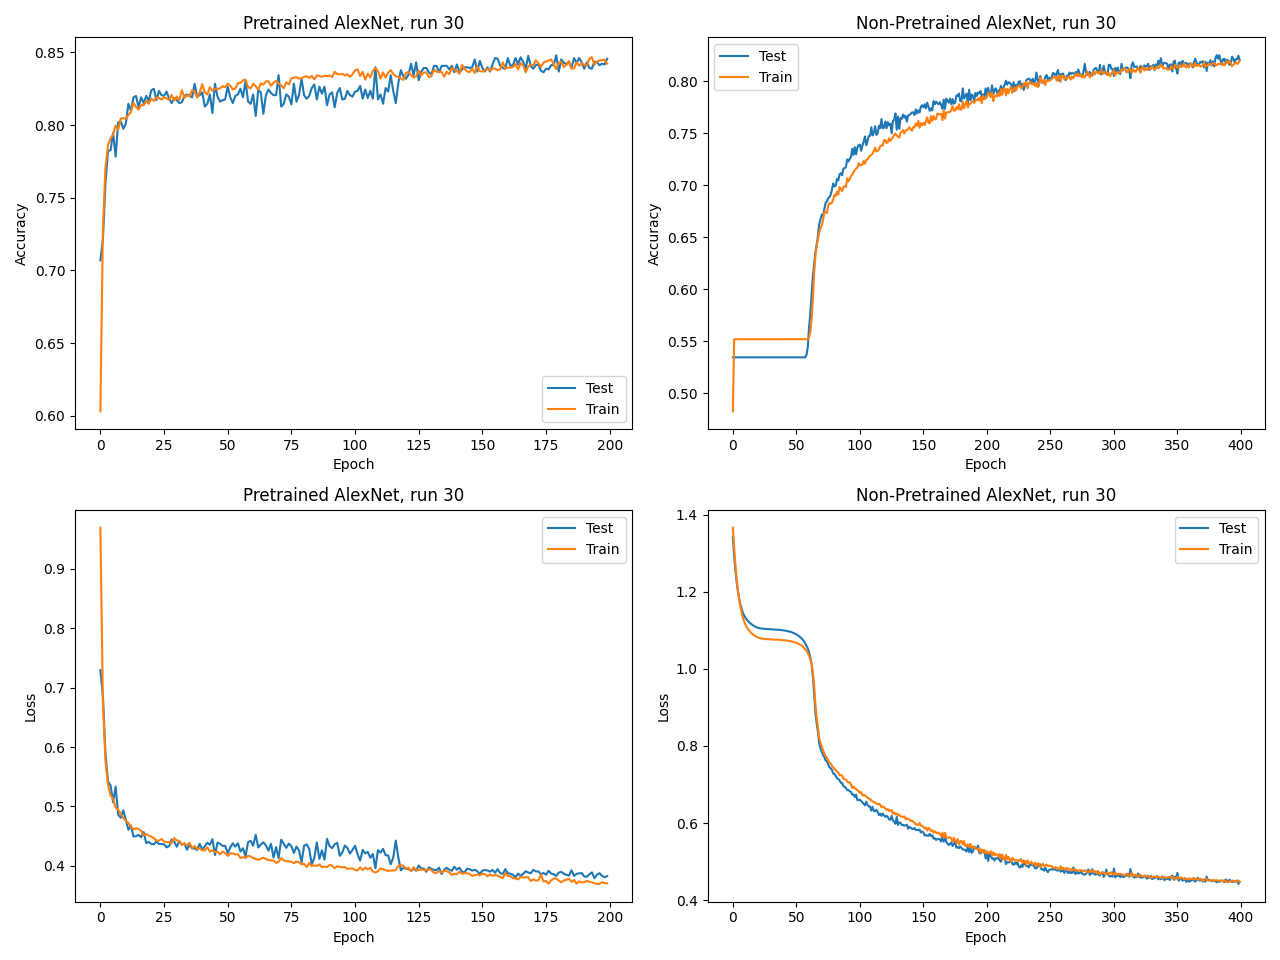 Pretrained AlexNet, run 30
0.85
0.80
0.75
0.70
0.65
0.60
Accuracy
Test
Train
0 25 50 75 100 125 150 175 200
Epoch
Non-Pretrained AlexNet, run 30
Test
Train
0.80
0.75
0.70
0.65
0.60
0.55
0.50
Accuracy
0 50 100 150 200 250 300 350 400
Epoch
Pretrained AlexNet, run 30
Test
Train
0.9
0.8
0.7
0.6
0.5
0.4
Loss
0 25 50 75 100 125 150 175 200
Epoch
Non-Pretrained AlexNet, run 30
1.4
Test
Train
1.2
1.0
0.8
0.6
0.4
Loss
0 50 100 150 200 250 300 350 400
Epoch